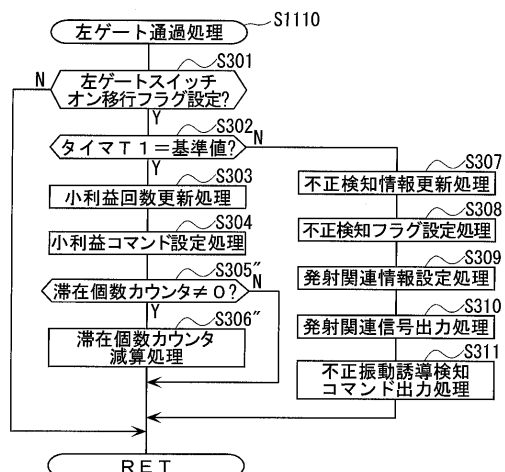 左ゲート通過処理
S1110
S301
N
左ゲートスイッチ
オン移行フラグ設定?
Y
S302
N
タイマT1=基準値?
Y
S303
小利益回数更新処理
S304
小利益コマンド設定処理
S305"
滞在個数カウンタ≠0?
N
Y
S306"
滞在個数カウンタ
減算処理
S307
不正検知情報更新処理
S308
不正検知フラグ設定処理
S309
発射関連情報設定処理
S310
発射関連信号出力処理
S311
不正振動誘導検知
コマンド出力処理
RET